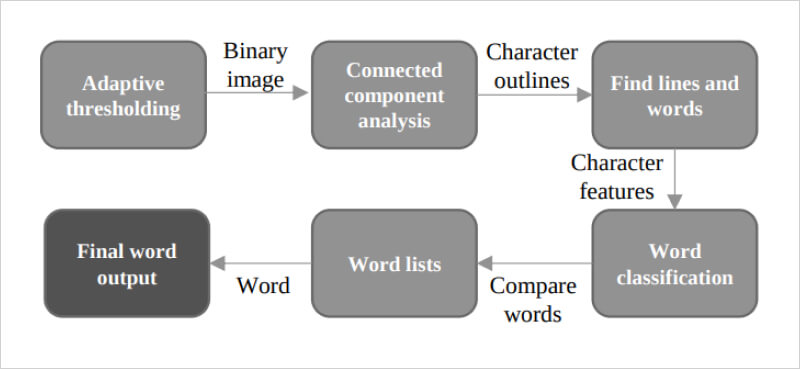 Adaptive
thresholding
Binary
image
Connected
component
analysis
Character
outlines
Find lines and
words
Character
features
Word
classification
Compare
words
Word lists
Word
Final word
output